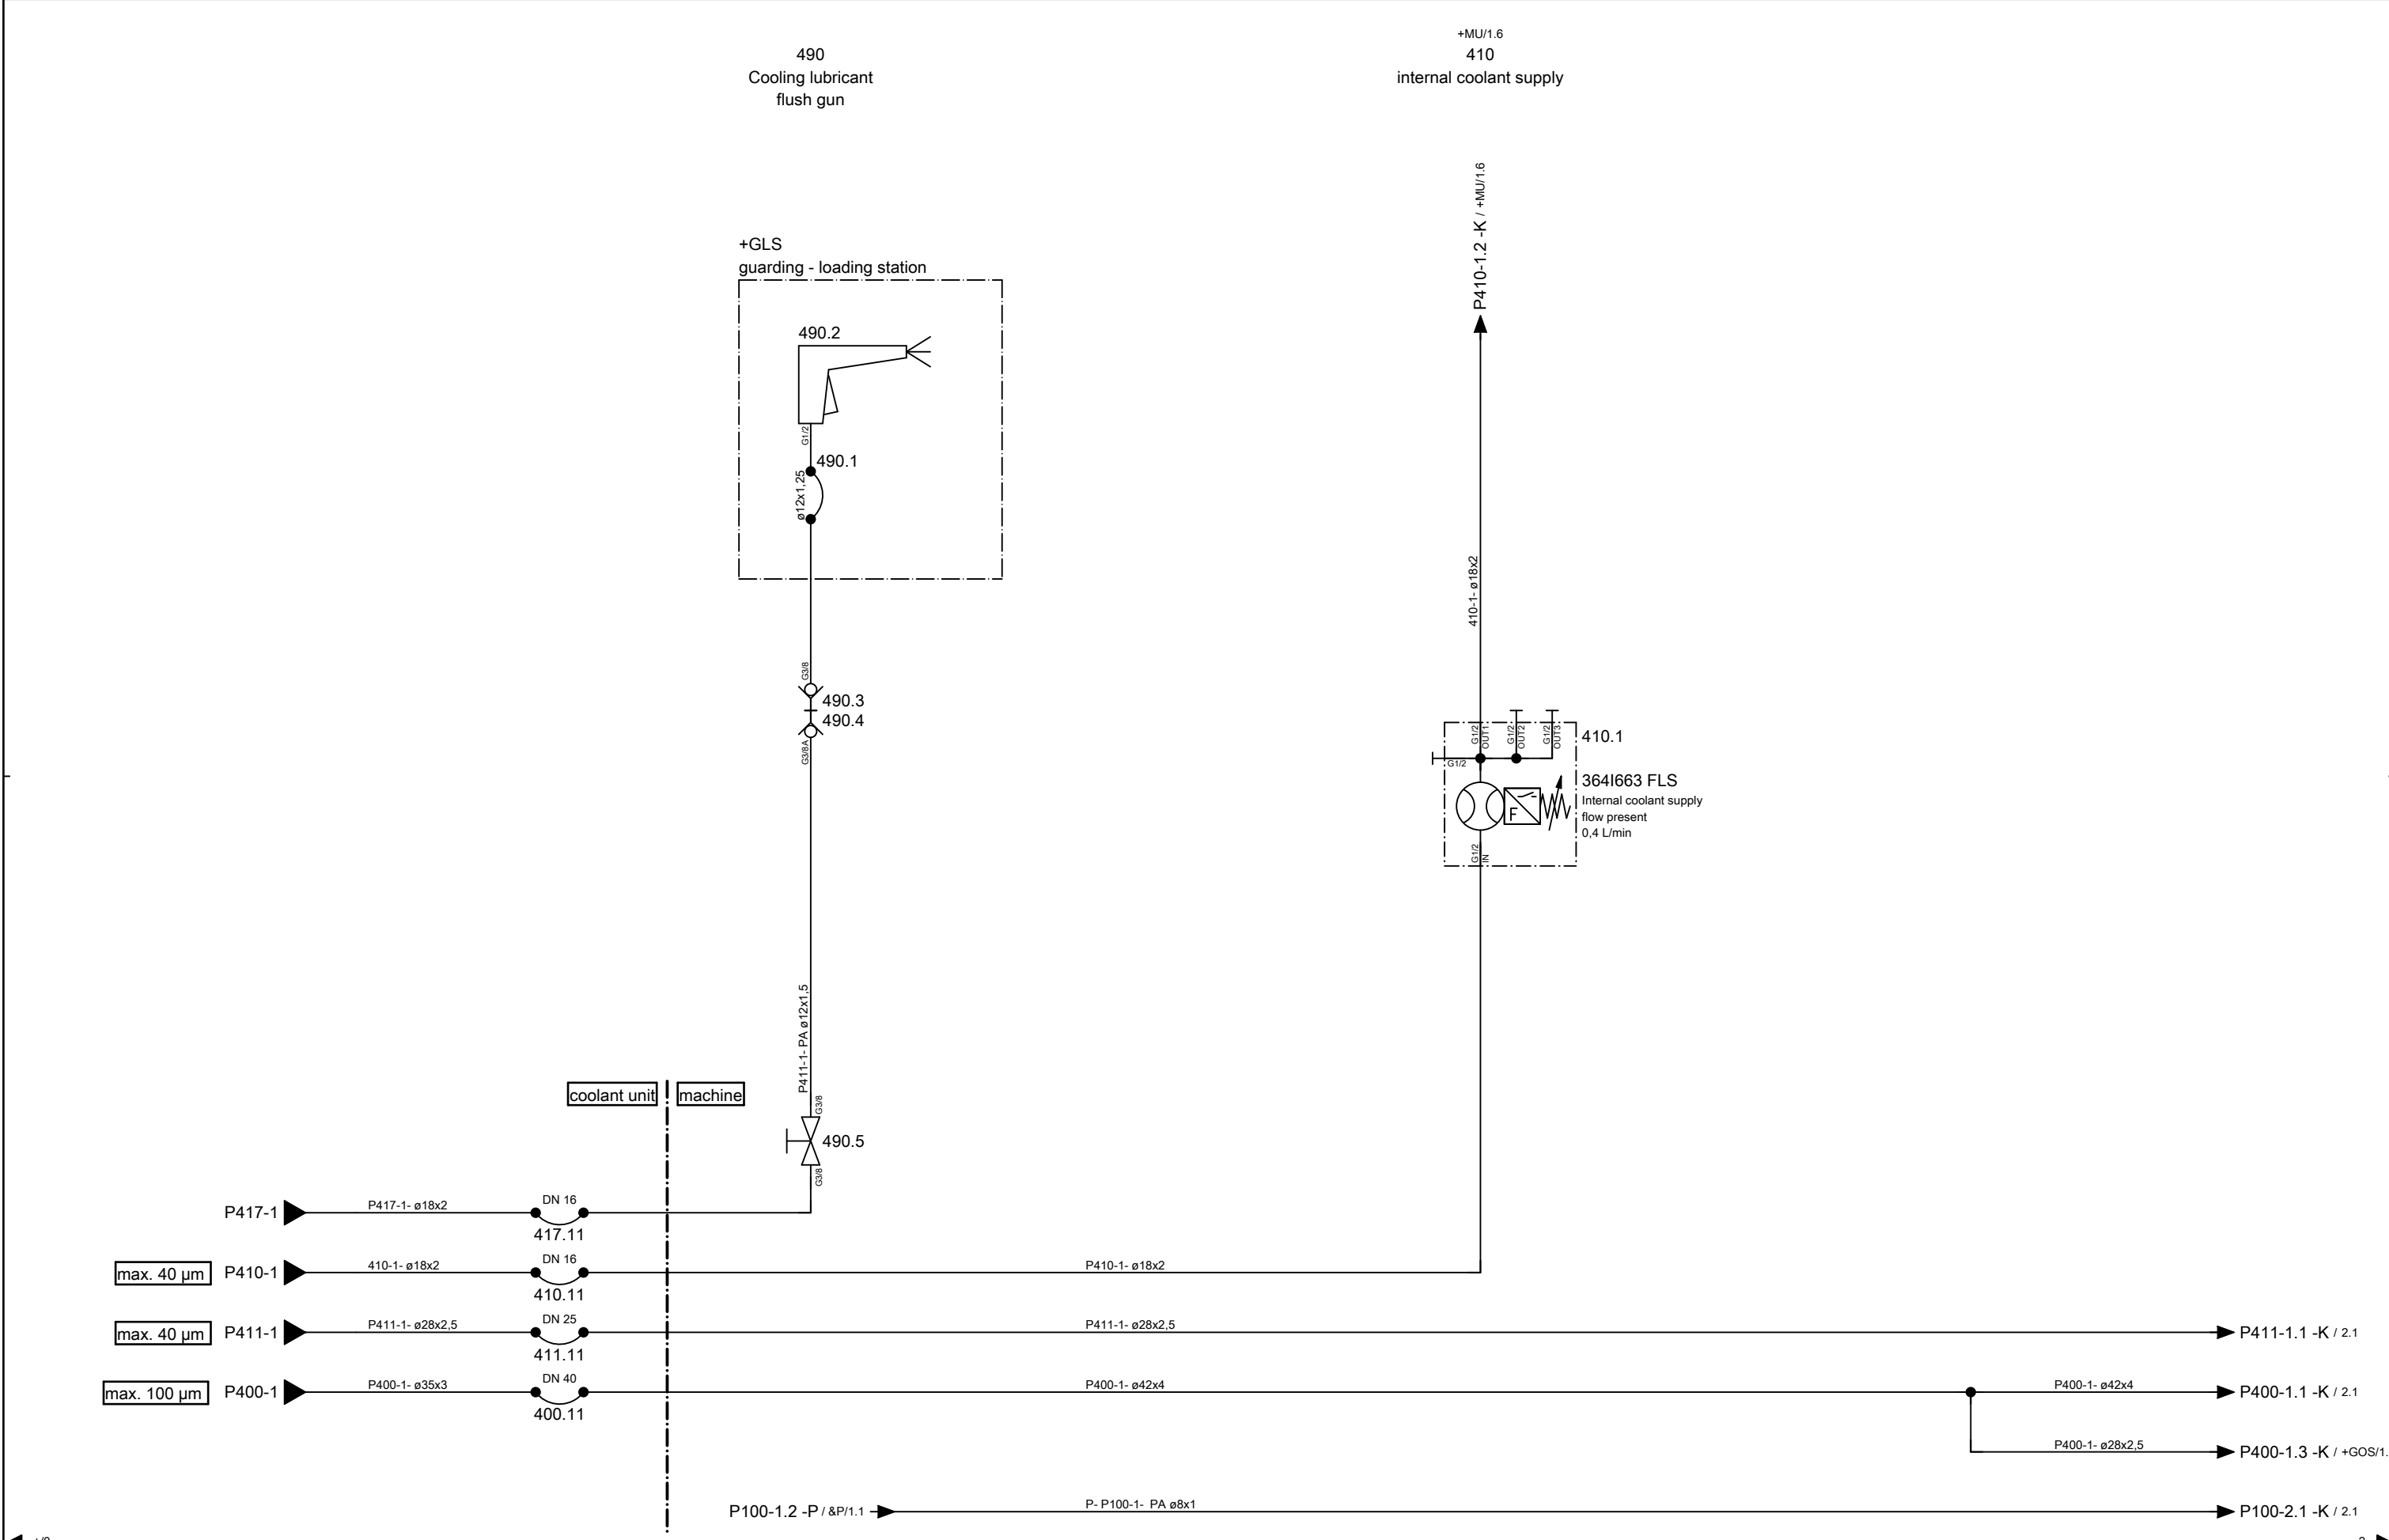 +MU/1.6
490
410
Cooling lubricant
flush gun
internal coolant supply
P410-1.2 -K / +MU/1.6
+GLS
guarding - loading station
490.2
G1/2
490.1
ø12x1,25
410-1- ø18x2
G3/8
490.3
490.4
G3/8A
G1/2
OUT1
G1/2
OUT2
G1/2
OUT3
410.1
G1/2
364I663 FLS
Internal coolant supply
flow present
0,4 L/min
F
G1/2
IN
P411-1- PA ø12x1,5
coolant unit
machine
G3/8
490.5
G3/8
P417-1
P417-1- ø18x2
DN 16
417.11
max. 40 µm
P410-1
410-1- ø18x2
DN 16
410.11
P410-1- ø18x2
max. 40 µm
P411-1
P411-1- ø28x2,5
DN 25
411.11
P411-1- ø28x2,5
P411-1.1 -K / 2.1
max. 100 µm
P400-1
P400-1- ø35x3
DN 40
400.11
P400-1- ø42x4
P400-1- ø42x4
P400-1.1 -K / 2.1
P400-1- ø28x2,5
P400-1.3 -K / +GOS/1.
P100-1.2 -P / &P/1.1
P- P100-1- PA ø8x1
P100-2.1 -K / 2.1